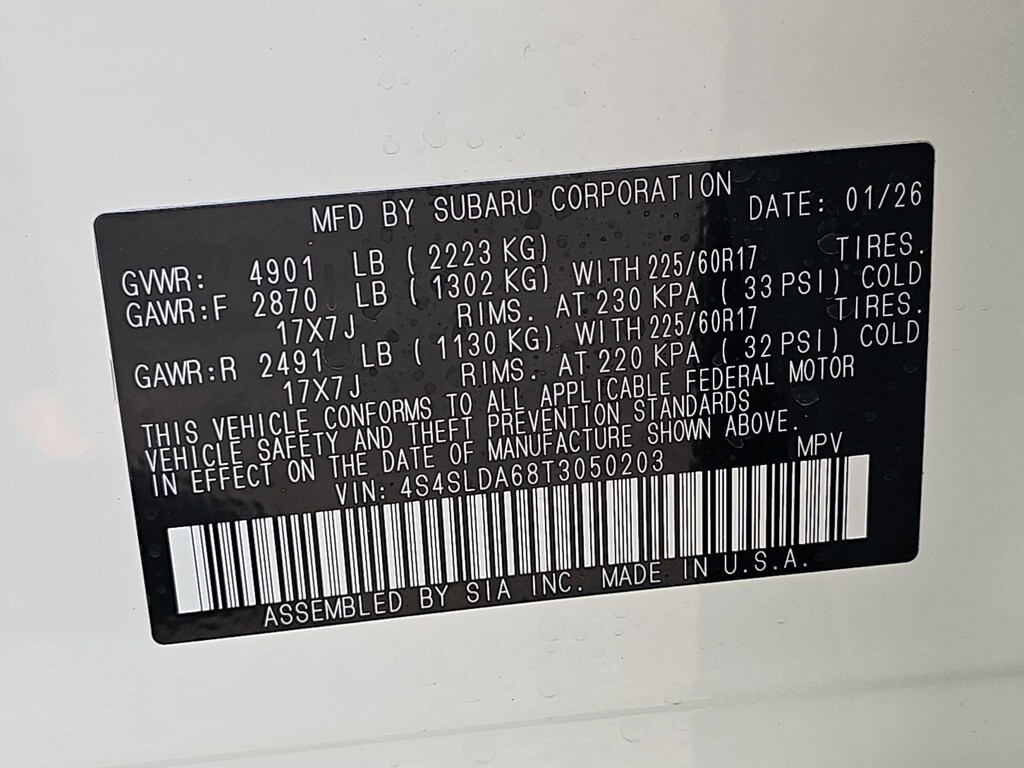 MFD BY SUBARU CORPORATION DATE: 01/26
GVWR: 4901 LB ( 2223 KG)
GAWR:F 2870 LB ( 1302 KG) WITH 225/60R17 TIRES.
17X7J RIMS. AT 230 KPA ( 33 PSI) COLD
GAWR:R 2491 LB ( 1130 KG) WITH 225/60R17 TIRES.
17X7J RIMS. AT 220 KPA ( 32 PSI) COLD
THIS VEHICLE CONFORMS TO ALL APPLICABLE FEDERAL MOTOR
VEHICLE SAFETY AND THEFT PREVENTION STANDARDS
IN EFFECT ON THE DATE OF MANUFACTURE SHOWN ABOVE.
VIN: 4S4SLDA68T3050203 MPV
ASSEMBLED BY SIA INC. MADE IN U.S.A.